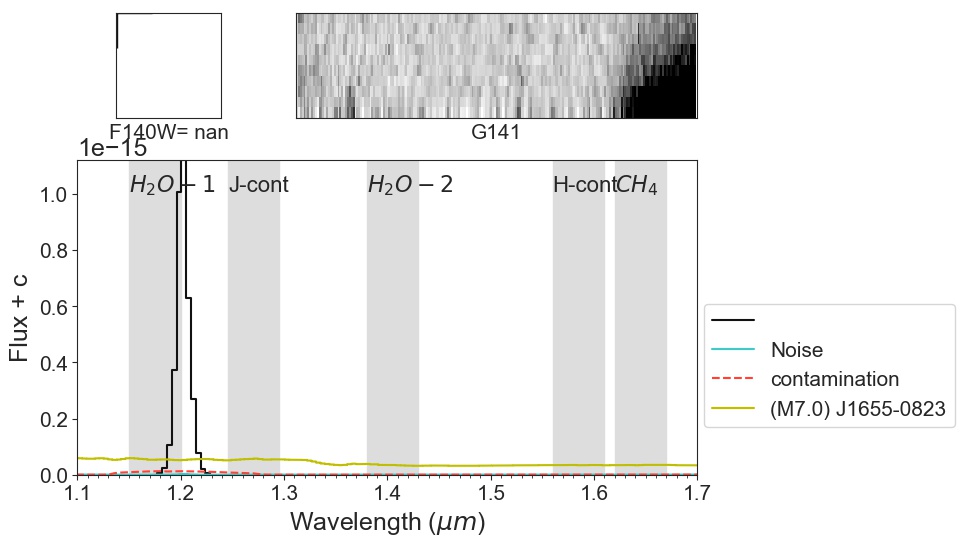 F140W= nan
G141
1e−15
H₂O − 1 J-cont H₂O − 2 H-cont CH₄
1.0
0.8
0.6
0.4
0.2
0.0
Flux + c
1.1 1.2 1.3 1.4 1.5 1.6 1.7
Wavelength (μm)
Noise
contamination
(M7.0) J1655-0823